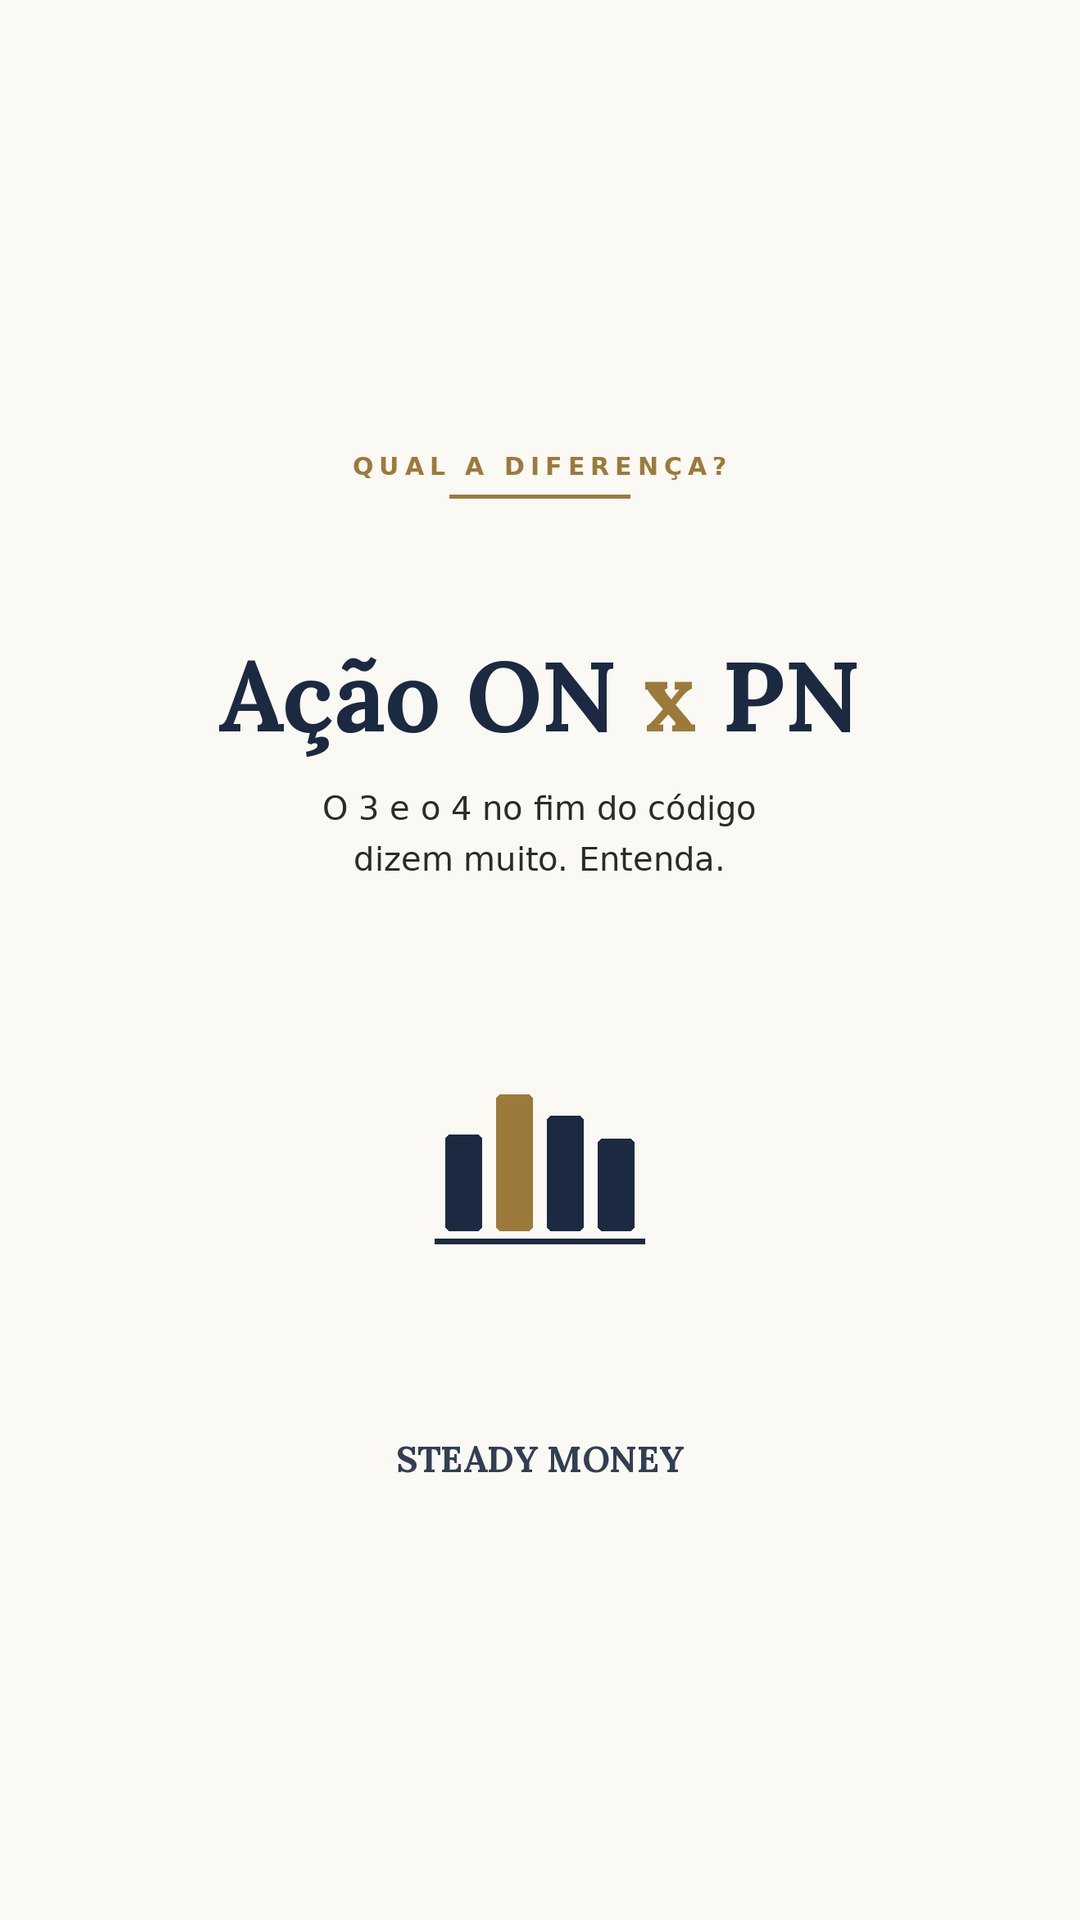 QUAL A DIFERENÇA?
Ação ON x PN
O 3 e o 4 no fim do código
dizem muito. Entenda.
STEADY MONEY